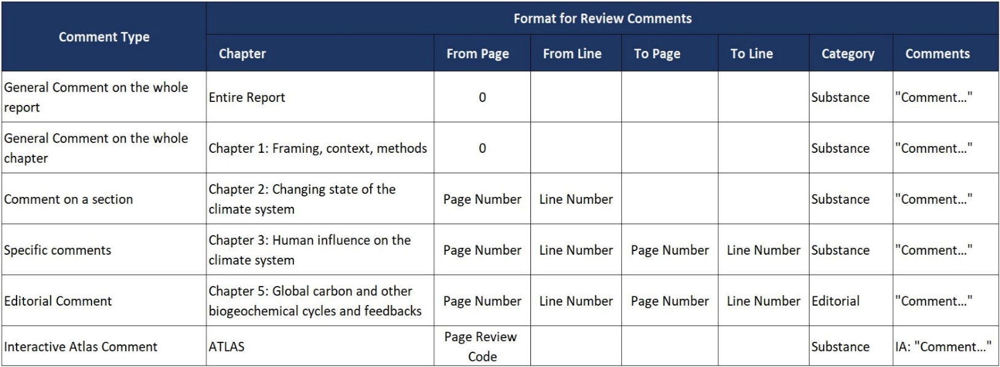 Format for Review Comments
Comment Type
Chapter From Page From Line To Page To Line Category Comments
General Comment on the whole
report
Entire Report 0 Substance "Comment..."
General Comment on the whole
chapter
Chapter 1: Framing, context, methods 0 Substance "Comment..."
Comment on a section
Chapter 2: Changing state of the
climate system
Page Number Line Number Substance "Comment..."
Specific comments
Chapter 3: Human influence on the
climate system
Page Number Line Number Page Number Line Number Substance "Comment..."
Editorial Comment
Chapter 5: Global carbon and other
biogeochemical cycles and feedbacks
Page Number Line Number Page Number Line Number Editorial "Comment..."
Interactive Atlas Comment
ATLAS
Page Review
Code
Substance IA: "Comment..."